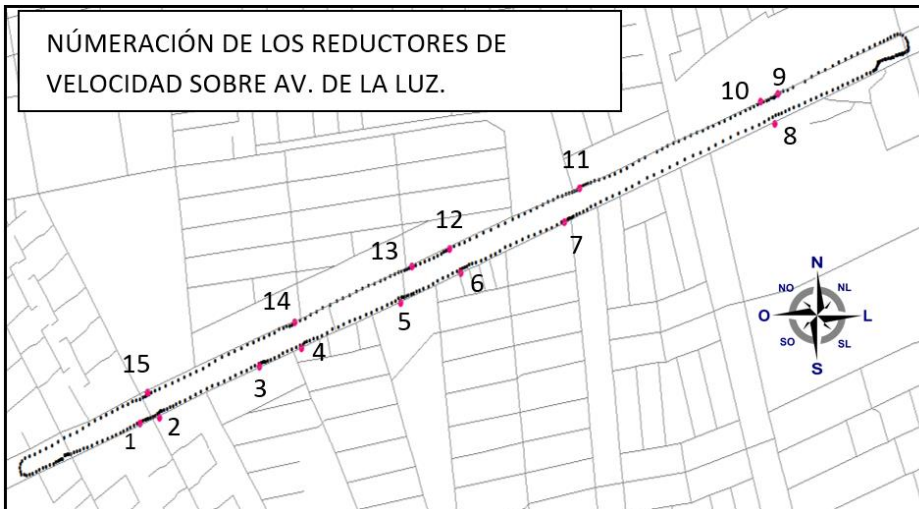 NÚMERACIÓN DE LOS REDUCTORES DE
VELOCIDAD SOBRE AV. DE LA LUZ.
10 9
8
11
7
12
13
6
5
14
4
3
15
2
1
N
NO NL
O L
SO SL
S